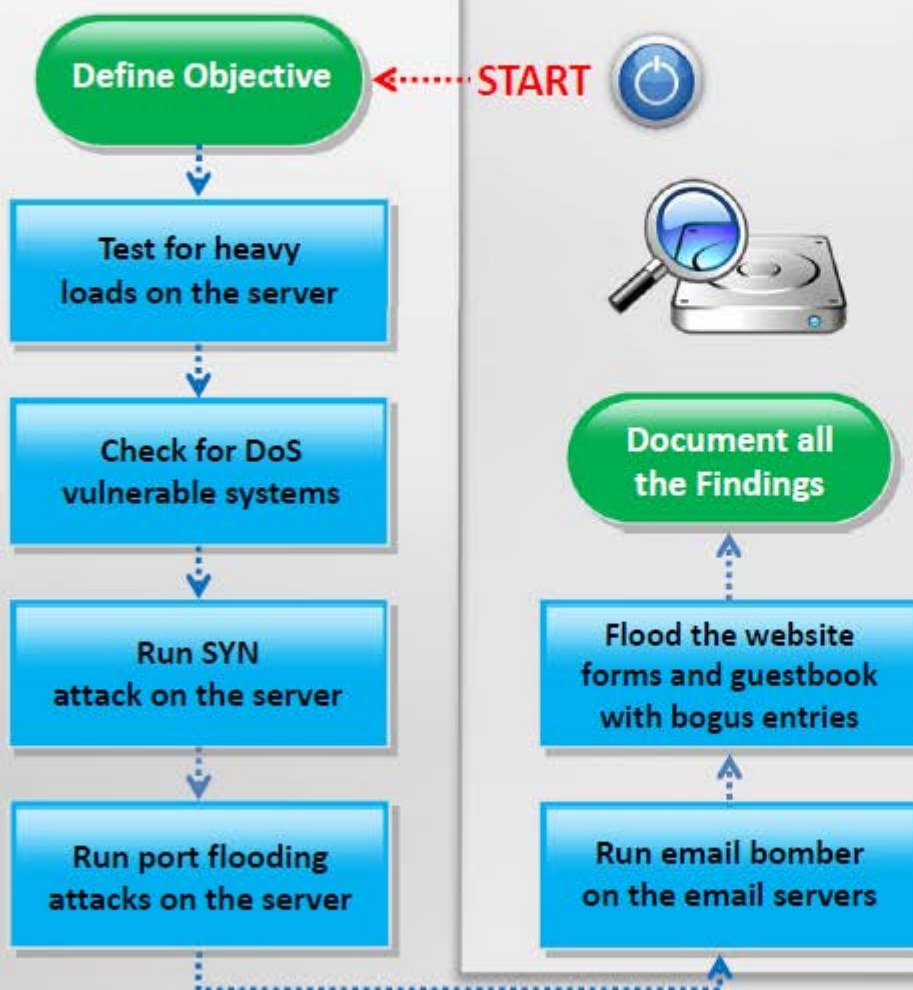 START
Define Objective
Test for heavy
loads on the server
Check for DoS
vulnerable systems
Run SYN
attack on the server
Run port flooding
attacks on the server
Run email bomber
on the email servers
Flood the website
forms and guestbook
with bogus entries
Document all
the Findings